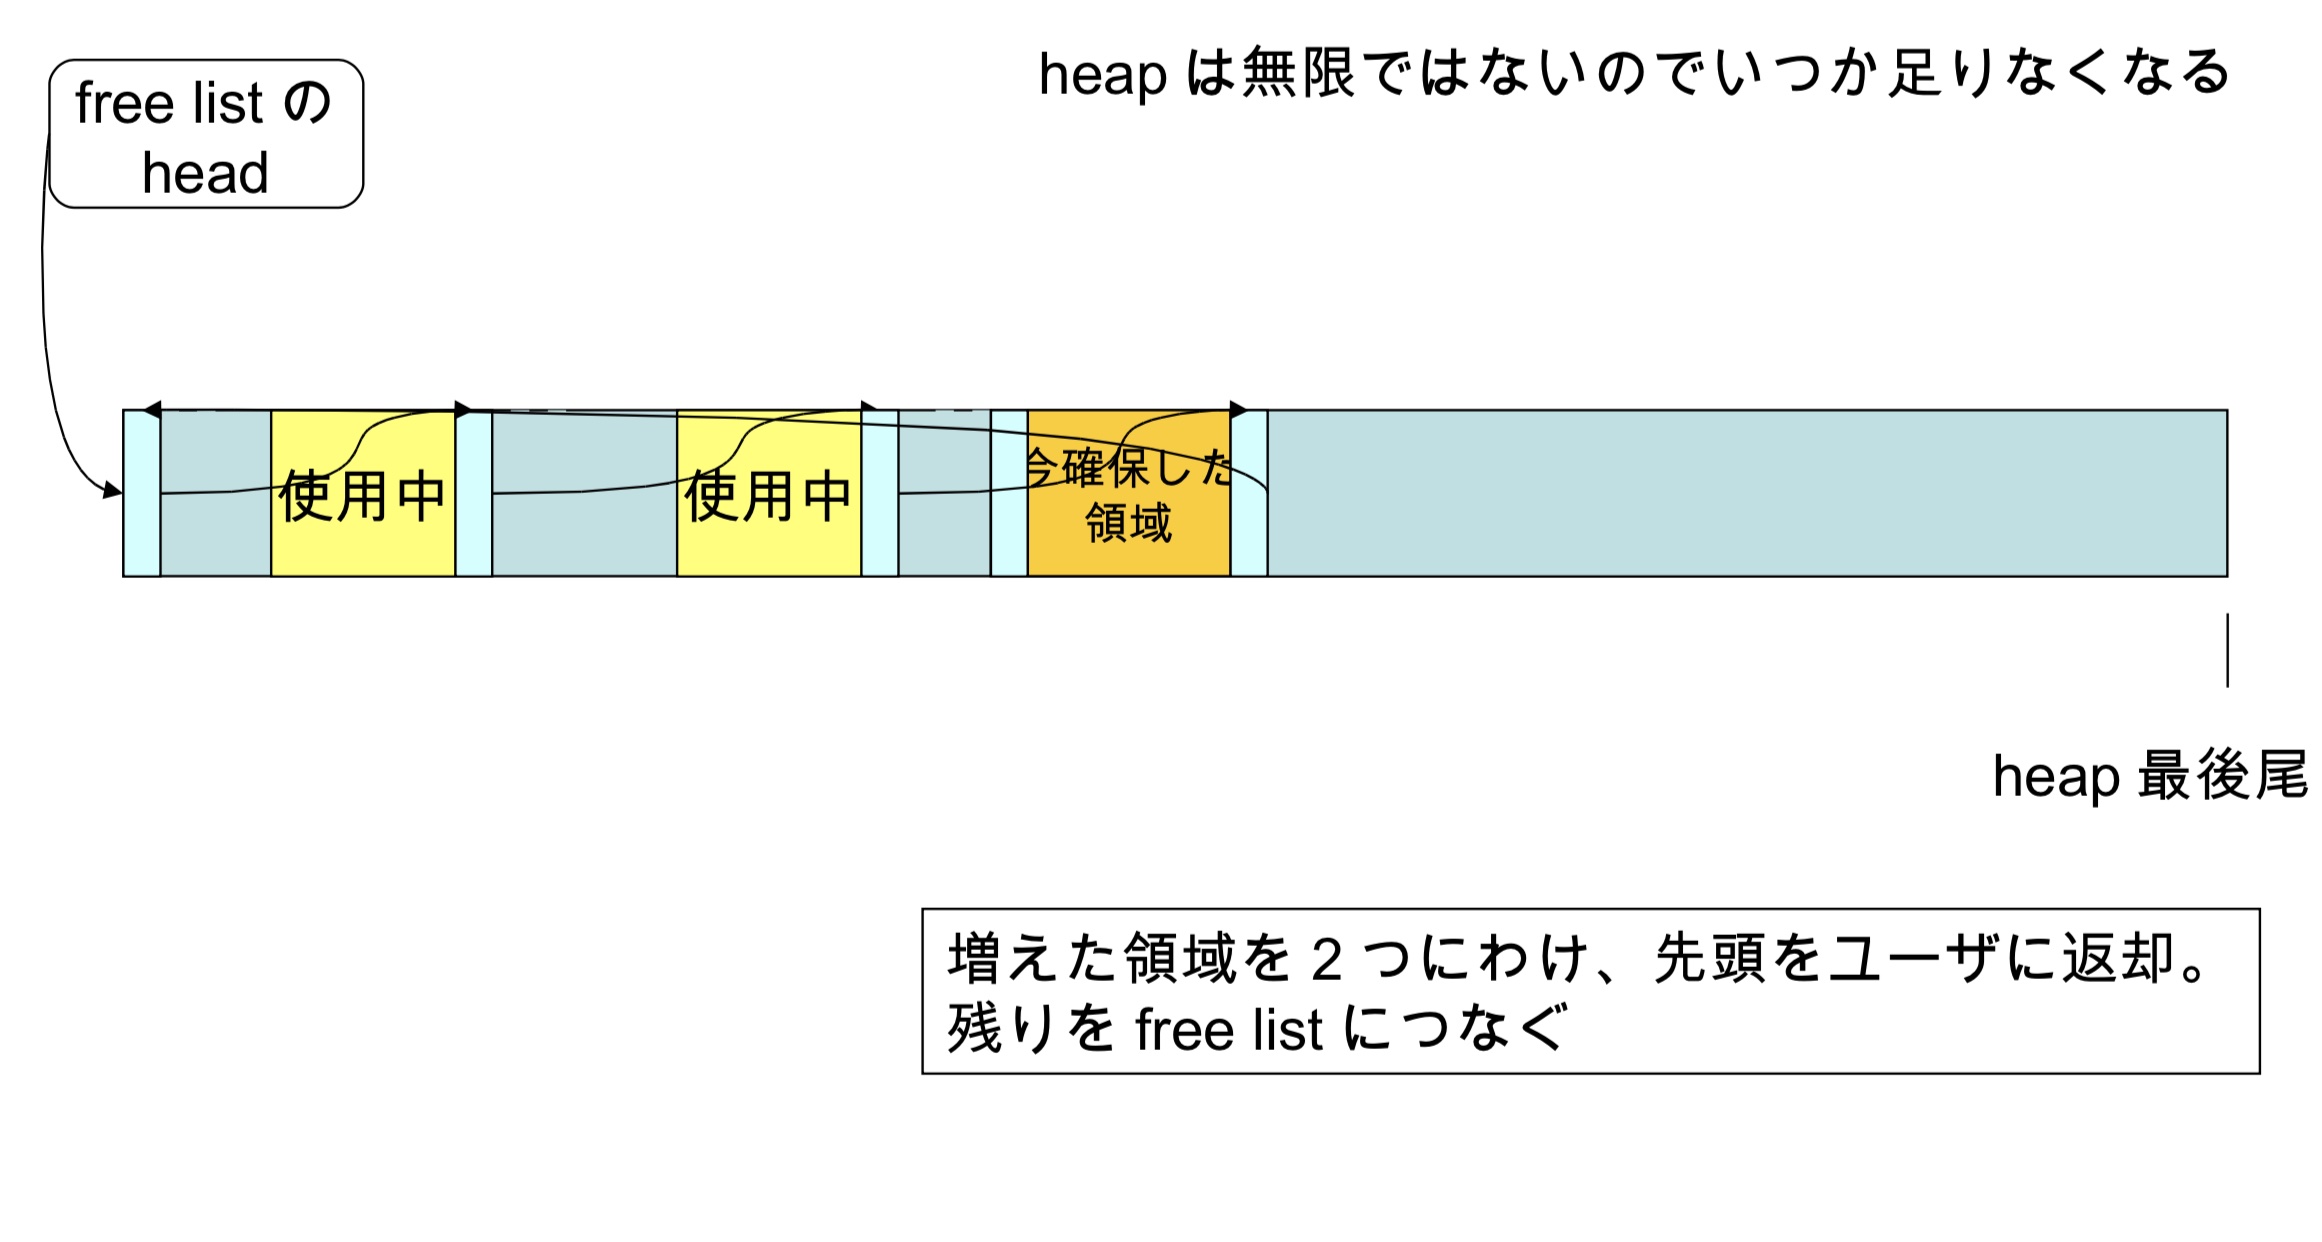 heap は無限ではないのでいつか足りなくなる
free list の
head
使用中
使用中
今確保した
領域
heap 最後尾
増えた領域を２つにわけ、先頭をユーザに返却。
残りを free list につなぐ